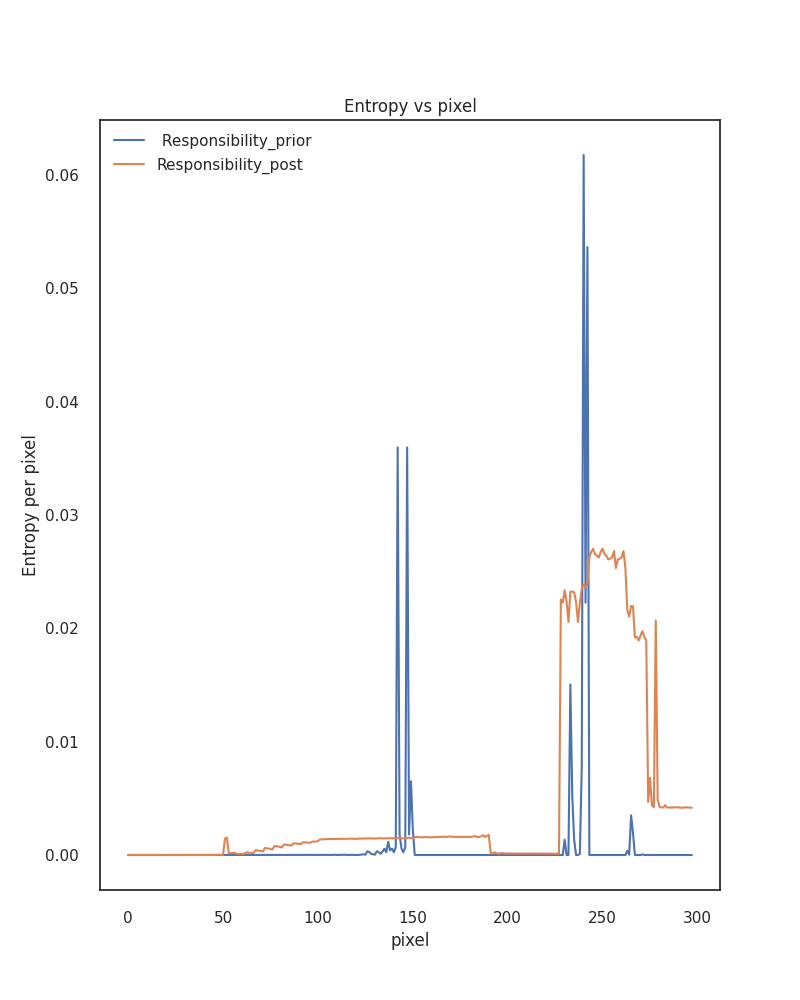 Entropy vs pixel
Responsibility_prior
Responsibility_post
Entropy per pixel
0.06
0.05
0.04
0.03
0.02
0.01
0.00
0 50 100 150 200 250 300
pixel